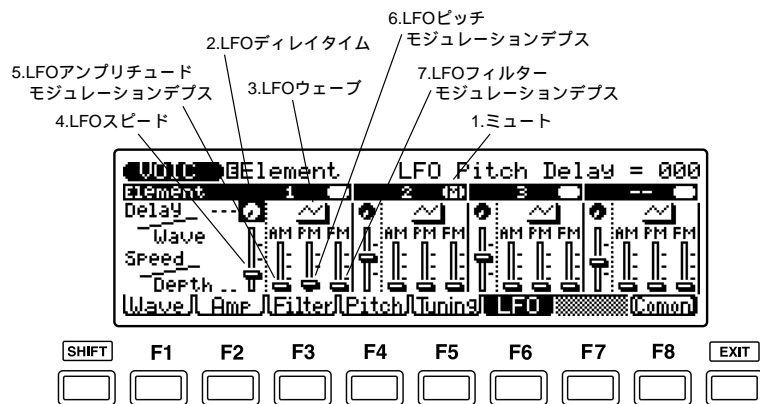 6.LFOピッチ
モジュレーションデプス
2.LFOディレイタイム
5.LFOアンプリチュード
モジュレーションデプス
3.LFOウェーブ
7.LFOフィルター
モジュレーションデプス
4.LFOスピード
1.ミュート
VOIC E Element LFO Pitch Delay = 000
Element 1 2 (M) 3 --
Delay ---
Wave
AM PM FM AM PM FM AM PM FM AM PM FM
Speed
Depth ..
Wave Amp Filter Pitch Tuning LFO Comon
SHIFT F1 F2 F3 F4 F5 F6 F7 F8 EXIT